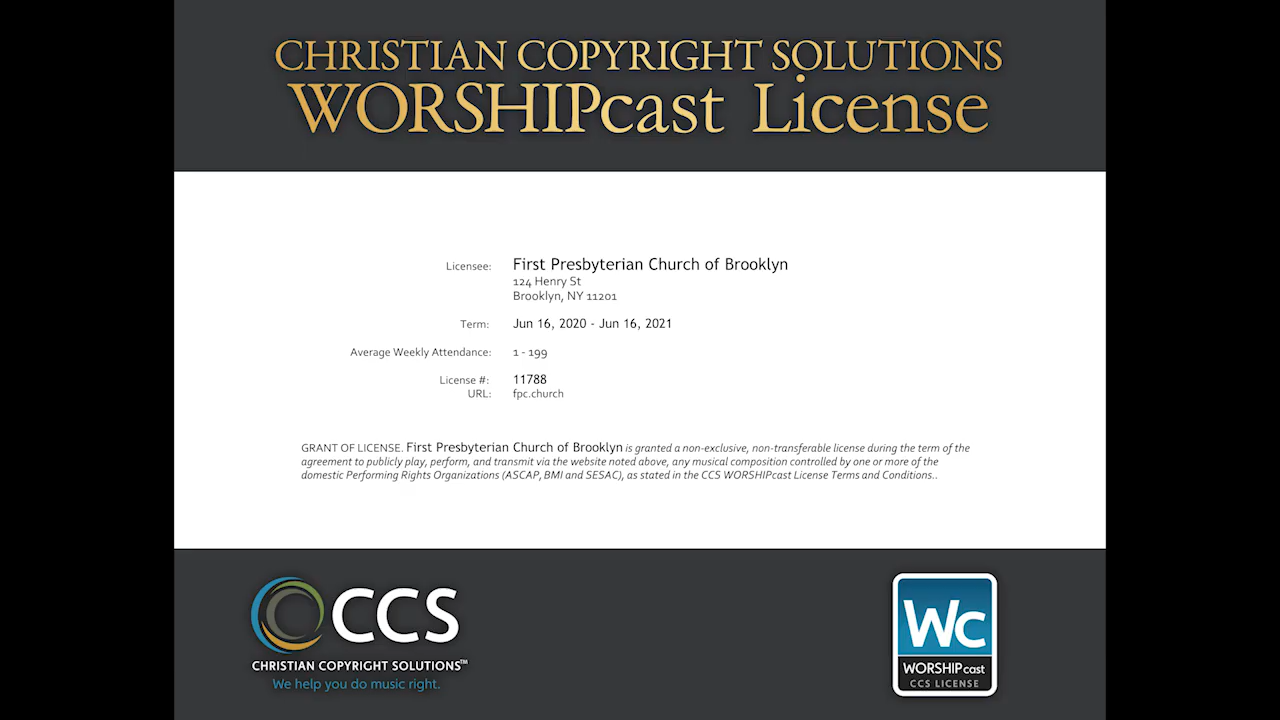 CHRISTIAN COPYRIGHT SOLUTIONS
WORSHIPcast License
Licensee: First Presbyterian Church of Brooklyn
124 Henry St
Brooklyn, NY 11201
Term: Jun 16, 2020 - Jun 16, 2021
Average Weekly Attendance: 1 - 199
License #: 11788
URL: fpc.church
GRANT OF LICENSE. First Presbyterian Church of Brooklyn is granted a non-exclusive, non-transferable license during the term of the
agreement to publicly play, perform, and transmit via the website noted above, any musical composition controlled by one or more of the
domestic Performing Rights Organizations (ASCAP, BMI and SESAC), as stated in the CCS WORSHIPcast License Terms and Conditions..
CCS
CHRISTIAN COPYRIGHT SOLUTIONS™
We help you do music right.
Wc
WORSHIPcast
CCS LICENSE